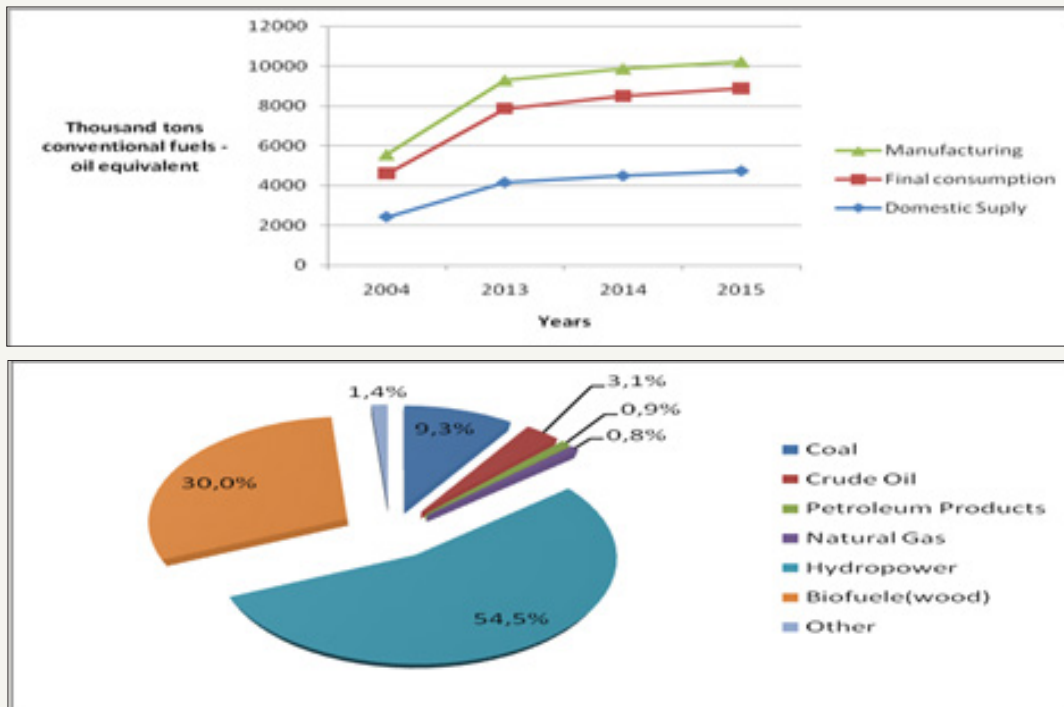 12000
10000
8000
6000
4000
2000
0
Thousand tons
conventional fuels -
oil equivalent
2004
2013
2014
2015
Years
Manufacturing
Final consumption
Domestic Suply
1,4%
9,3%
3,1%
0,9%
0,8%
30,0%
54,5%
Coal
Crude Oil
Petroleum Products
Natural Gas
Hydropower
Biofuele(wood)
Other